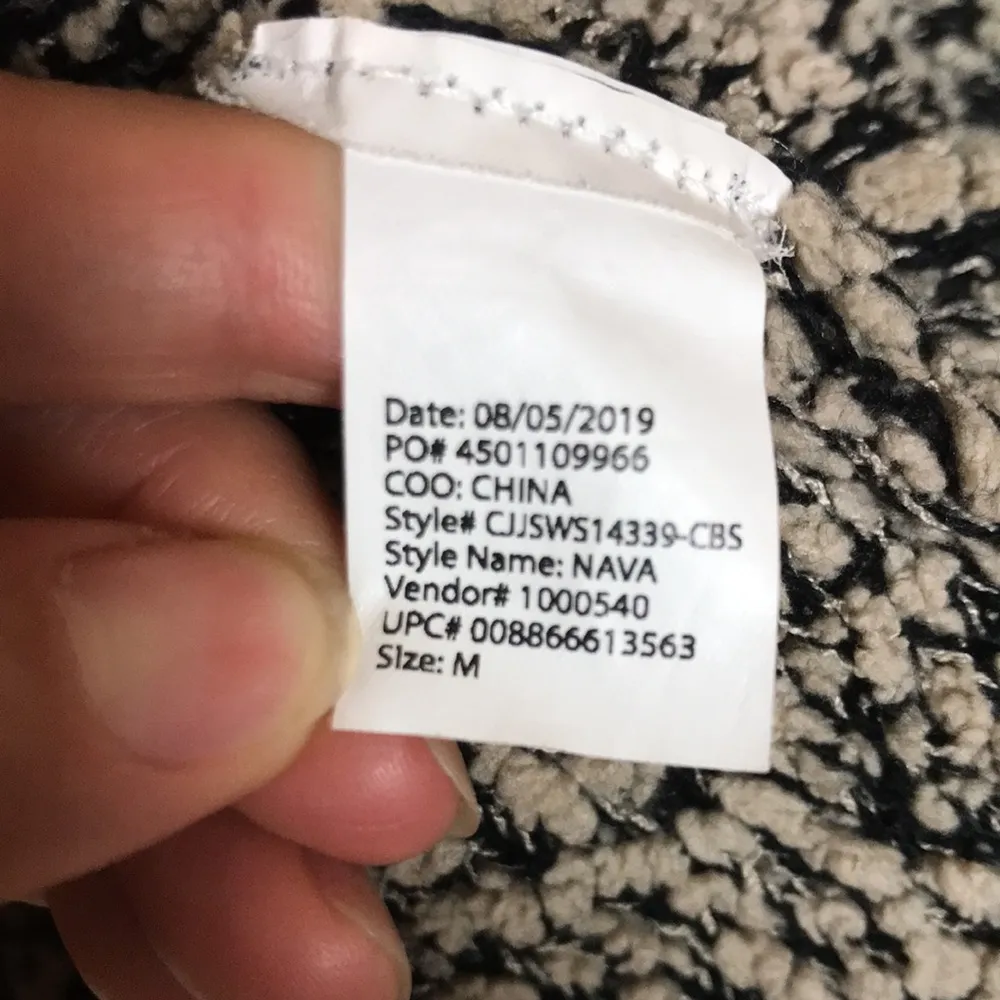 Date: 08/05/2019
PO# 4501109966
COO: CHINA
Style# CJJSWS14339-CBS
Style Name: NAVA
Vendor# 1000540
UPC# 008866613563
Size: M